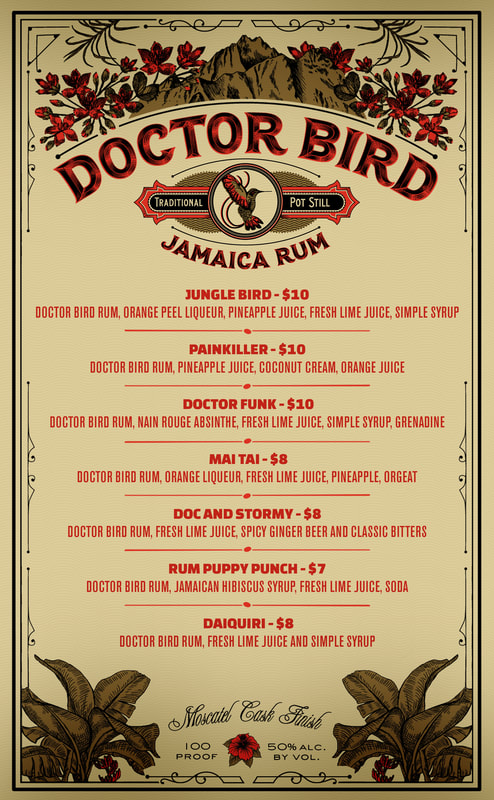 DOCTOR BIRD
TRADITIONAL POT STILL
JAMAICA RUM
JUNGLE BIRD - $10
DOCTOR BIRD RUM, ORANGE PEEL LIQUEUR, PINEAPPLE JUICE, FRESH LIME JUICE, SIMPLE SYRUP
PAINKILLER - $10
DOCTOR BIRD RUM, PINEAPPLE JUICE, COCONUT CREAM, ORANGE JUICE
DOCTOR FUNK - $10
DOCTOR BIRD RUM, NAIN ROUGE ABSINTHE, FRESH LIME JUICE, SIMPLE SYRUP, GRENADINE
MAI TAI - $8
DOCTOR BIRD RUM, ORANGE LIQUEUR, FRESH LIME JUICE, PINEAPPLE, ORGEAT
DOC AND STORMY - $8
DOCTOR BIRD RUM, FRESH LIME JUICE, SPICY GINGER BEER AND CLASSIC BITTERS
RUM PUPPY PUNCH - $7
DOCTOR BIRD RUM, JAMAICAN HIBISCUS SYRUP, FRESH LIME JUICE, SODA
DAIQUIRI - $8
DOCTOR BIRD RUM, FRESH LIME JUICE AND SIMPLE SYRUP
Moscatel Cask Finish
100 PROOF
50% ALC. BY VOL.